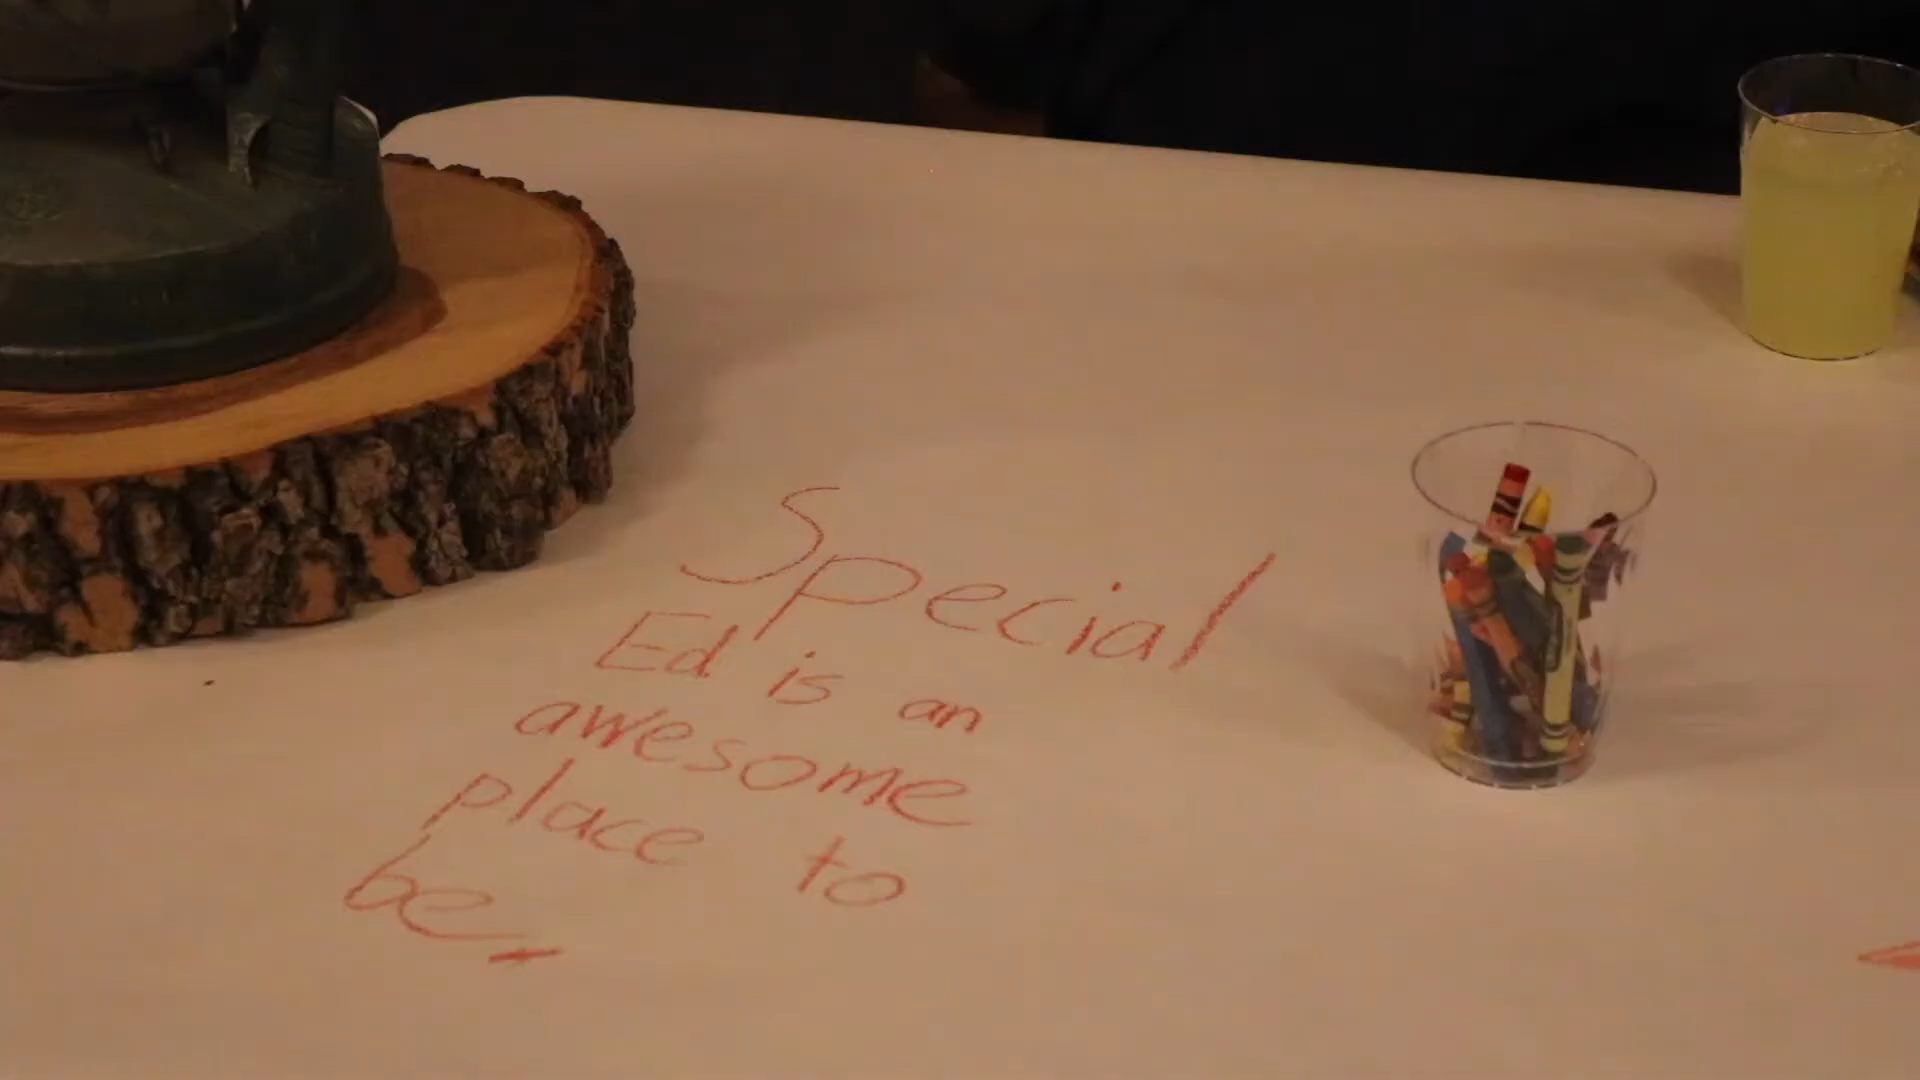 Special
Ed is an
awesome
place to
be.